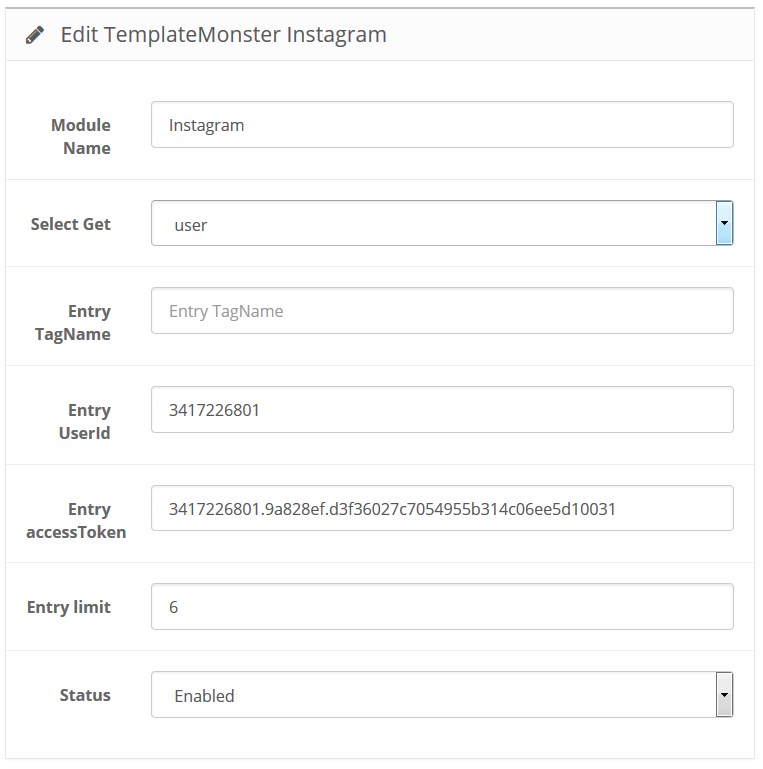 Edit TemplateMonster Instagram
Module
Name
Instagram
Select Get
user
Entry
TagName
Entry TagName
Entry
UserId
3417226801
Entry
accessToken
3417226801.9a828ef.d3f36027c7054955b314c06ee5d10031
Entry limit
6
Status
Enabled